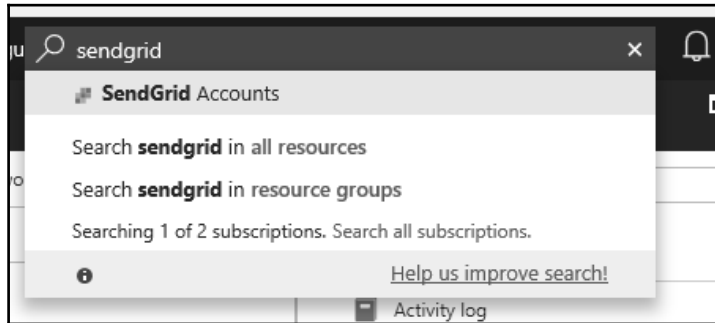 gu
sendgrid
SendGrid Accounts
Search sendgrid in all resources
Search sendgrid in resource groups
Searching 1 of 2 subscriptions. Search all subscriptions.
Help us improve search!
Activity log